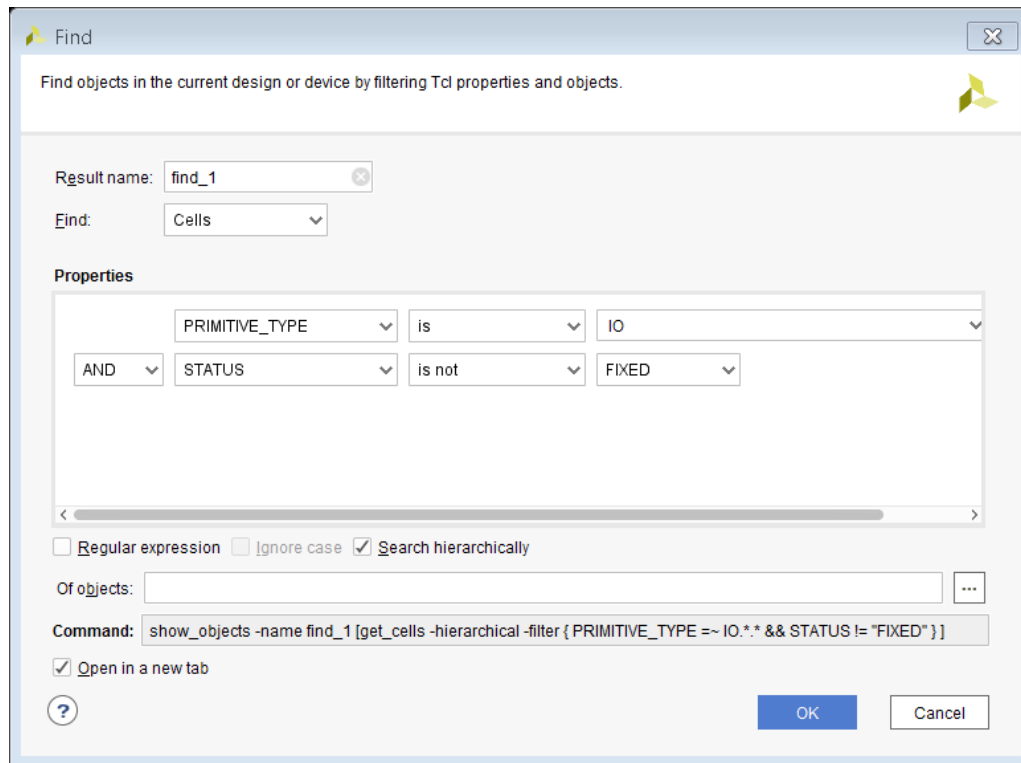 Find
Find objects in the current design or device by filtering Tcl properties and objects.
Result name: find_1
Find: Cells
Properties
PRIMITIVE_TYPE is IO
AND STATUS is not FIXED
Regular expression Ignore case Search hierarchically
Of objects: ...
Command: show_objects -name find_1 [get_cells -hierarchical -filter { PRIMITIVE_TYPE =~ IO.*.* && STATUS != "FIXED" } ]
Open in a new tab
? OK Cancel